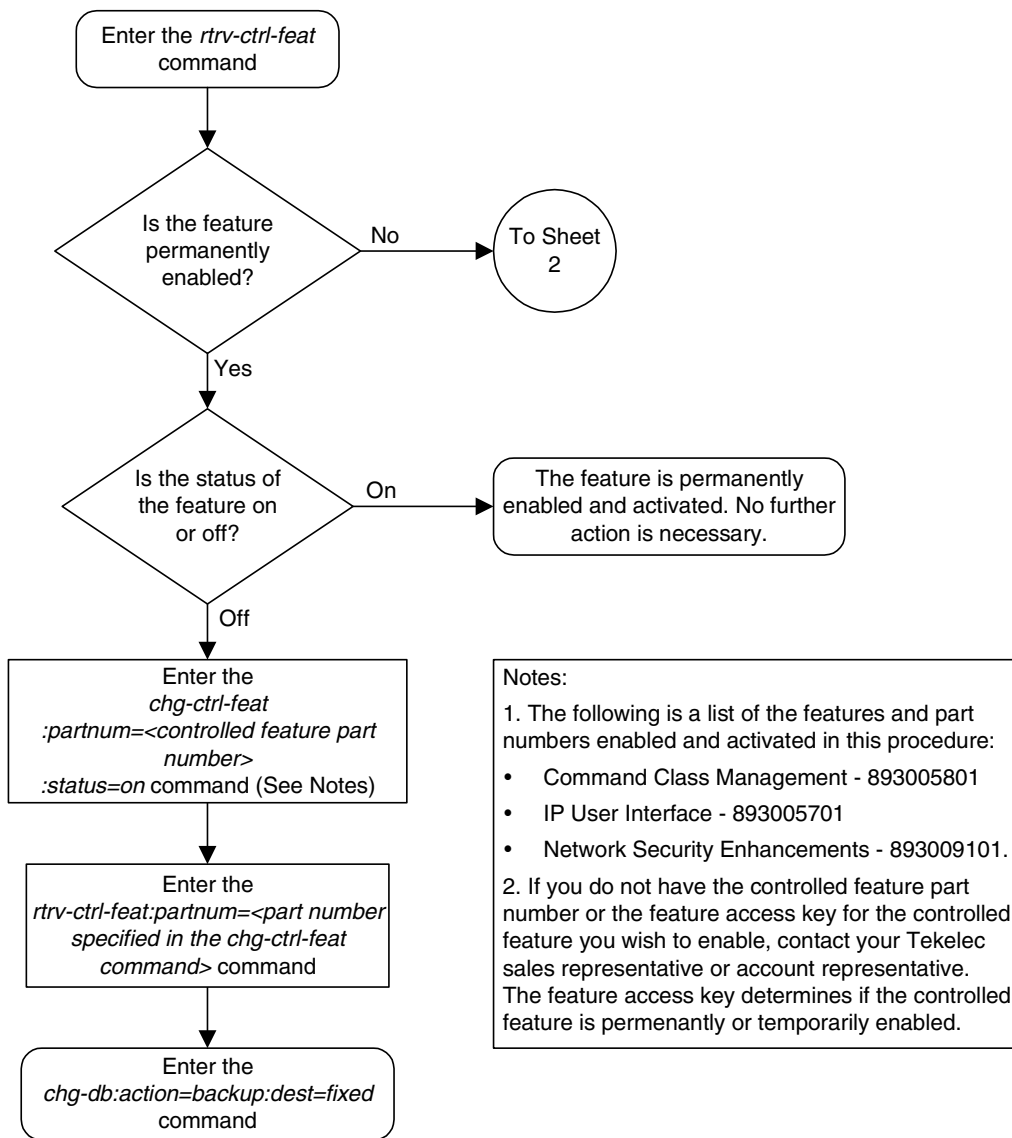 Enter the rtrv-ctrl-feat
command
Is the feature
permanently
enabled?
No
To Sheet
2
Yes
Is the status of
the feature on
or off?
On
The feature is permanently
enabled and activated. No further
action is necessary.
Off
Enter the
chg-ctrl-feat
:partnum=<controlled feature part
number>
:status=on command (See Notes)
Enter the
rtrv-ctrl-feat:partnum=<part number
specified in the chg-ctrl-feat
command> command
Enter the
chg-db:action=backup:dest=fixed
command
Notes:
1. The following is a list of the features and part
numbers enabled and activated in this procedure:
• Command Class Management - 893005801
• IP User Interface - 893005701
• Network Security Enhancements - 893009101.
2. If you do not have the controlled feature part
number or the feature access key for the controlled
feature you wish to enable, contact your Tekelec
sales representative or account representative.
The feature access key determines if the controlled
feature is permenantly or temporarily enabled.